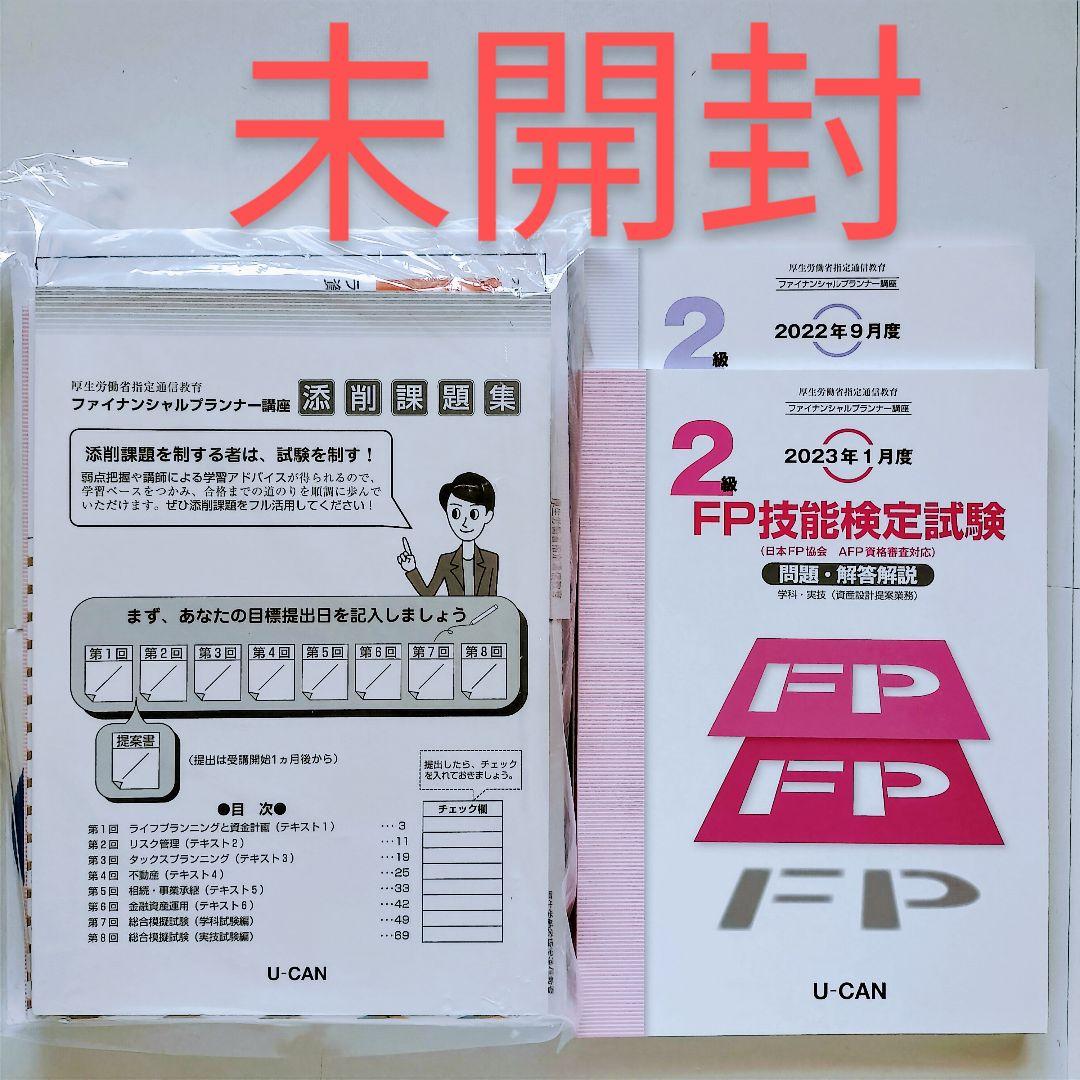 未開封
厚生労働省指定通信教育
ファイナンシャルプランナー講座 添削課題集
添削課題を制する者は、試験を制す！
弱点把握や講師による学習アドバイスが得られるので、
学習ペースをつかみ、合格までの道のりを順調に歩んで
いただけます。ぜひ添削課題をフル活用してください！
まず、あなたの目標提出日を記入しましょう
第1回 第2回 第3回 第4回 第5回 第6回 第7回 第8回
提案書
（提出は受講開始1ヵ月後から）
提出したら、チェック
を入れておきましょう。
●目 次●
チェック欄
第1回 ライフプランニングと資金計画（テキスト1） …3
第2回 リスク管理（テキスト2） …11
第3回 タックスプランニング（テキスト3） …19
第4回 不動産（テキスト4） …25
第5回 相続・事業承継（テキスト5） …33
第6回 金融資産運用（テキスト6） …42
第7回 総合模擬試験（学科試験編） …49
第8回 総合模擬試験（実技試験編） …69
U-CAN
厚生労働省指定通信教育
ファイナンシャルプランナー講座
2級
2022年9月度
厚生労働省指定通信教育
ファイナンシャルプランナー講座
2級
2023年1月度
FP技能検定試験
（日本FP協会 AFP資格審査対応）
問題・解答解説
学科・実技（資産設計提案業務）
FP
FP
FP
U-CAN